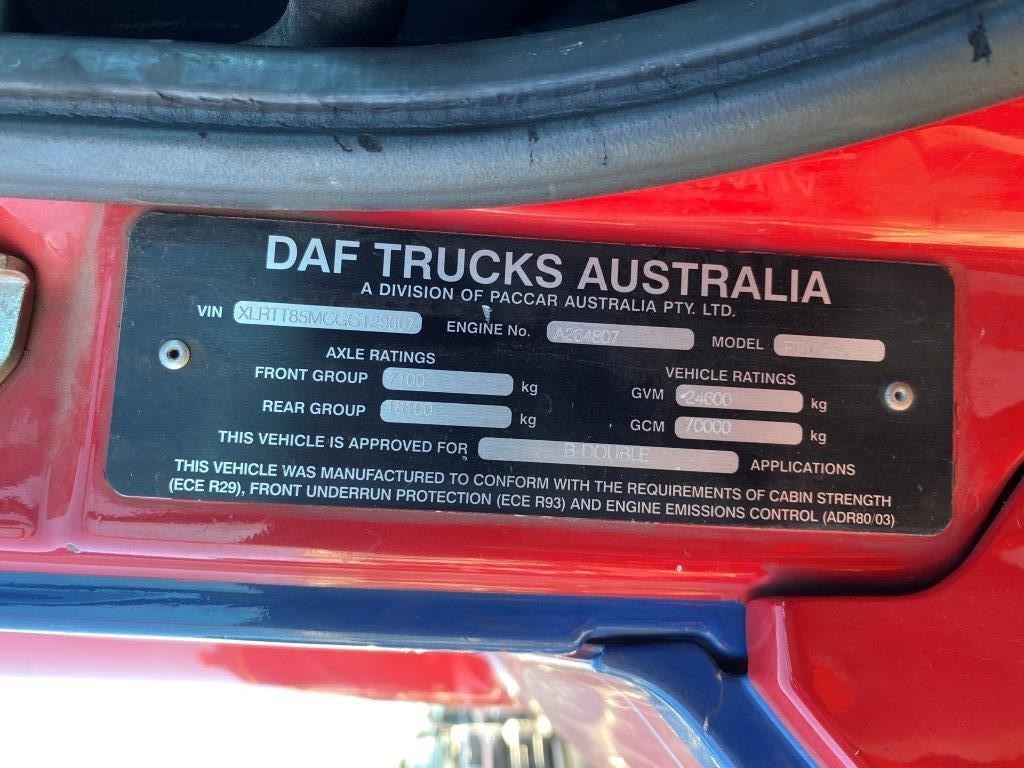 DAF TRUCKS AUSTRALIA
A DIVISION OF PACCAR AUSTRALIA PTY. LTD.
VIN XLRTT85MCGG129667 ENGINE No. A264807 MODEL
AXLE RATINGS VEHICLE RATINGS
FRONT GROUP 7100 kg GVM 24600 kg
REAR GROUP 18100 kg GCM 70000 kg
THIS VEHICLE IS APPROVED FOR B-DOUBLE APPLICATIONS
THIS VEHICLE WAS MANUFACTURED TO CONFORM WITH THE REQUIREMENTS OF CABIN STRENGTH
(ECE R29), FRONT UNDERRUN PROTECTION (ECE R93) AND ENGINE EMISSIONS CONTROL (ADR80/03)